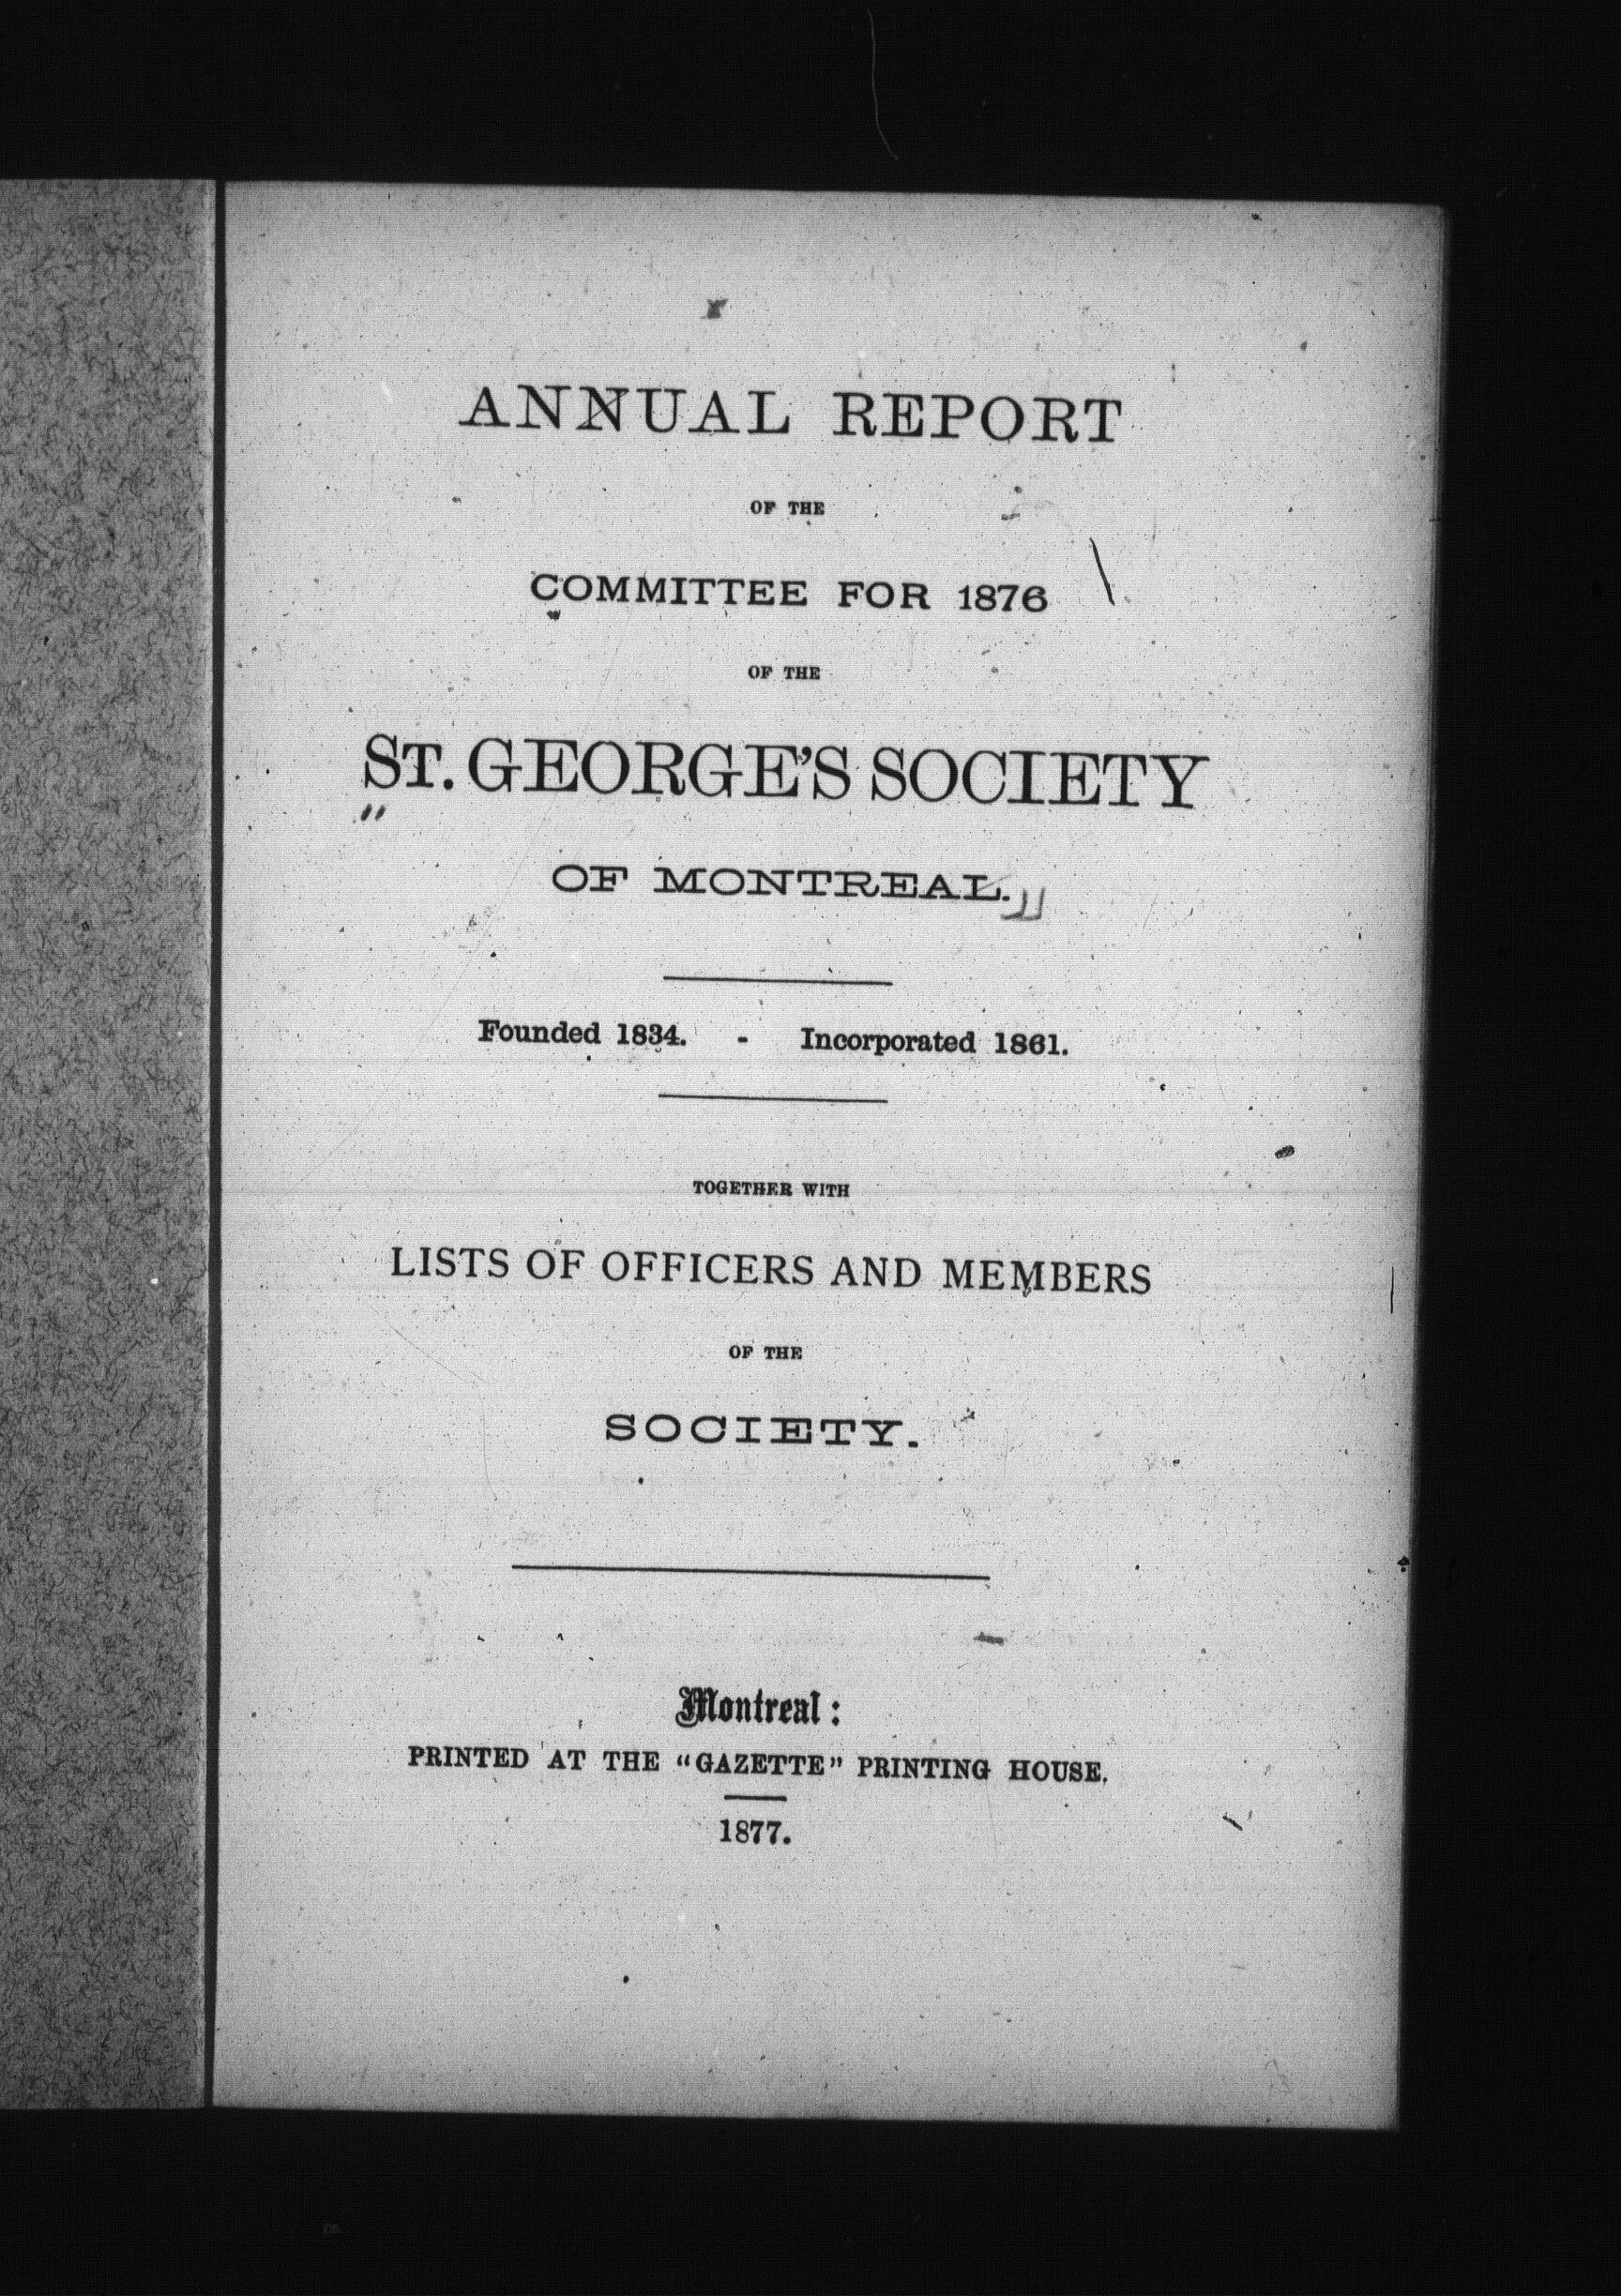 ANNUAL REPORT
OF THE
COMMITTEE FOR 1876
OF THE
ST. GEORGE'S SOCIETY
OF MONTREAL.
Founded 1834. - Incorporated 1861.
TOGETHER WITH
LISTS OF OFFICERS AND MEMBERS
OF THE
SOCIETY.
Montreal:
PRINTED AT THE "GAZETTE" PRINTING HOUSE.
1877.